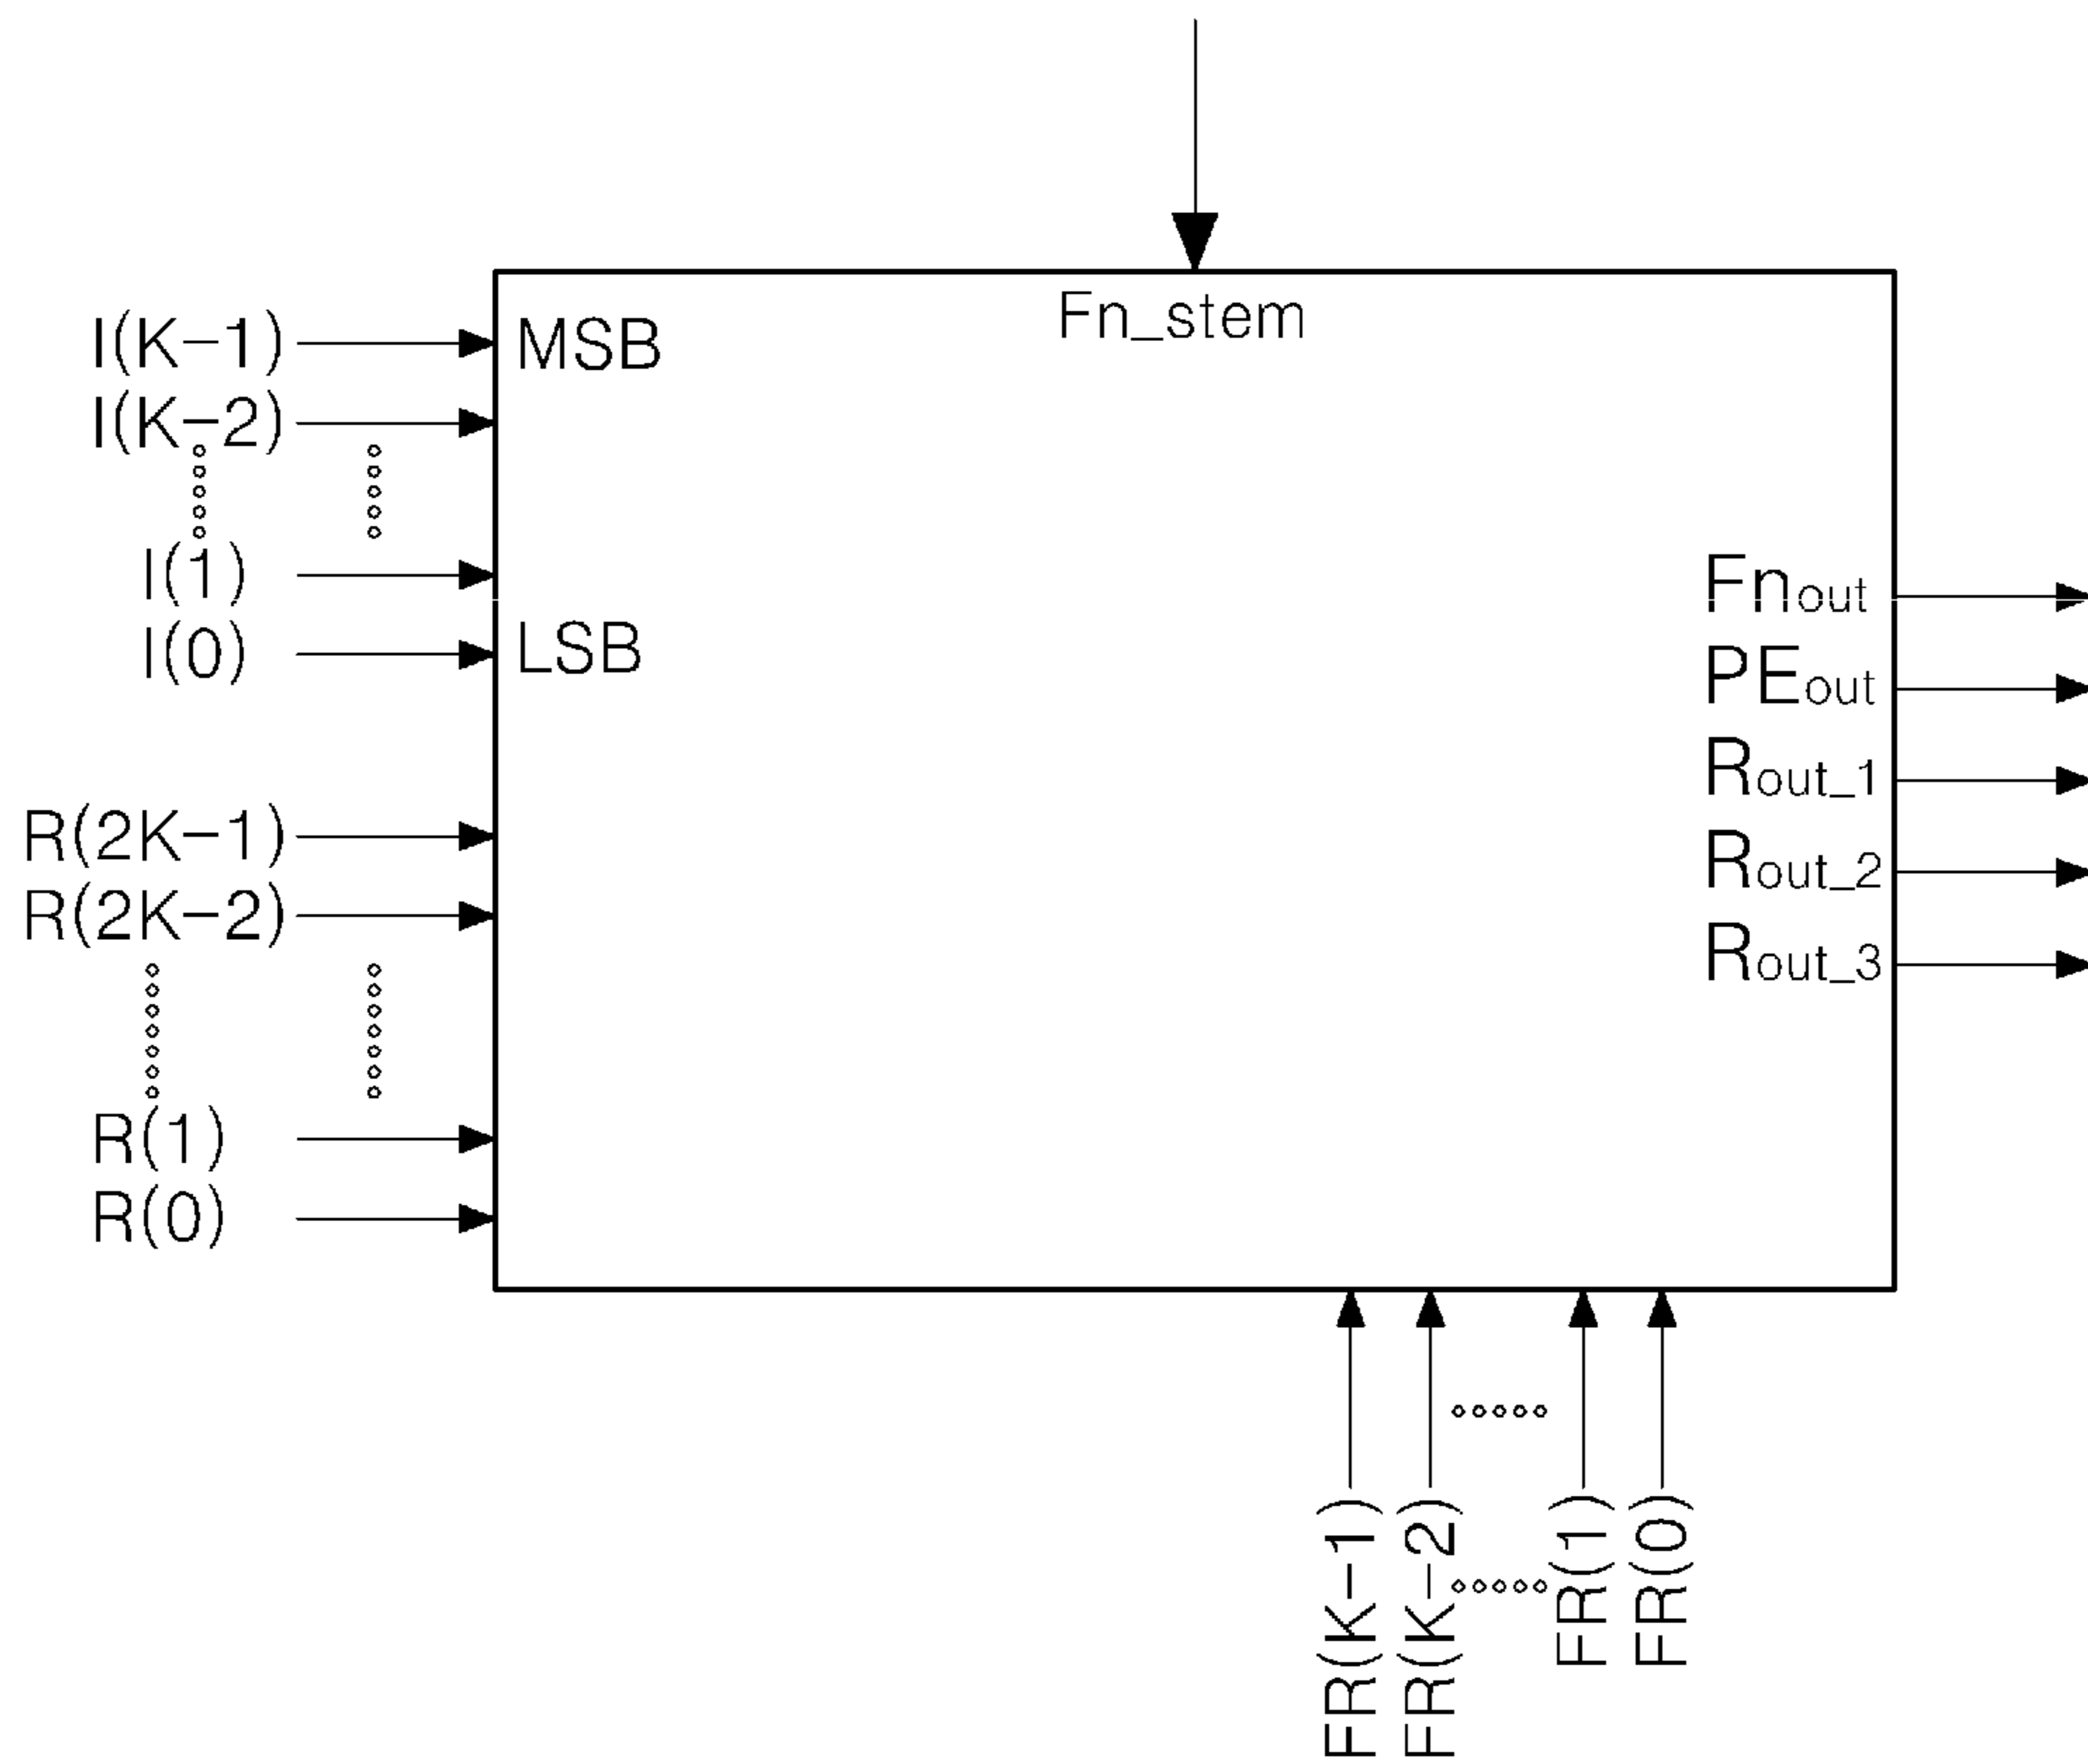 Fn_stem
I(K-1)
MSB
I(K-2)
I(1)
I(0)
LSB
R(2K-1)
R(2K-2)
R(1)
R(0)
Fnout
PEout
Rout_1
Rout_2
Rout_3
FR(K-1)
FR(K-2)
FR(1)
FR(0)